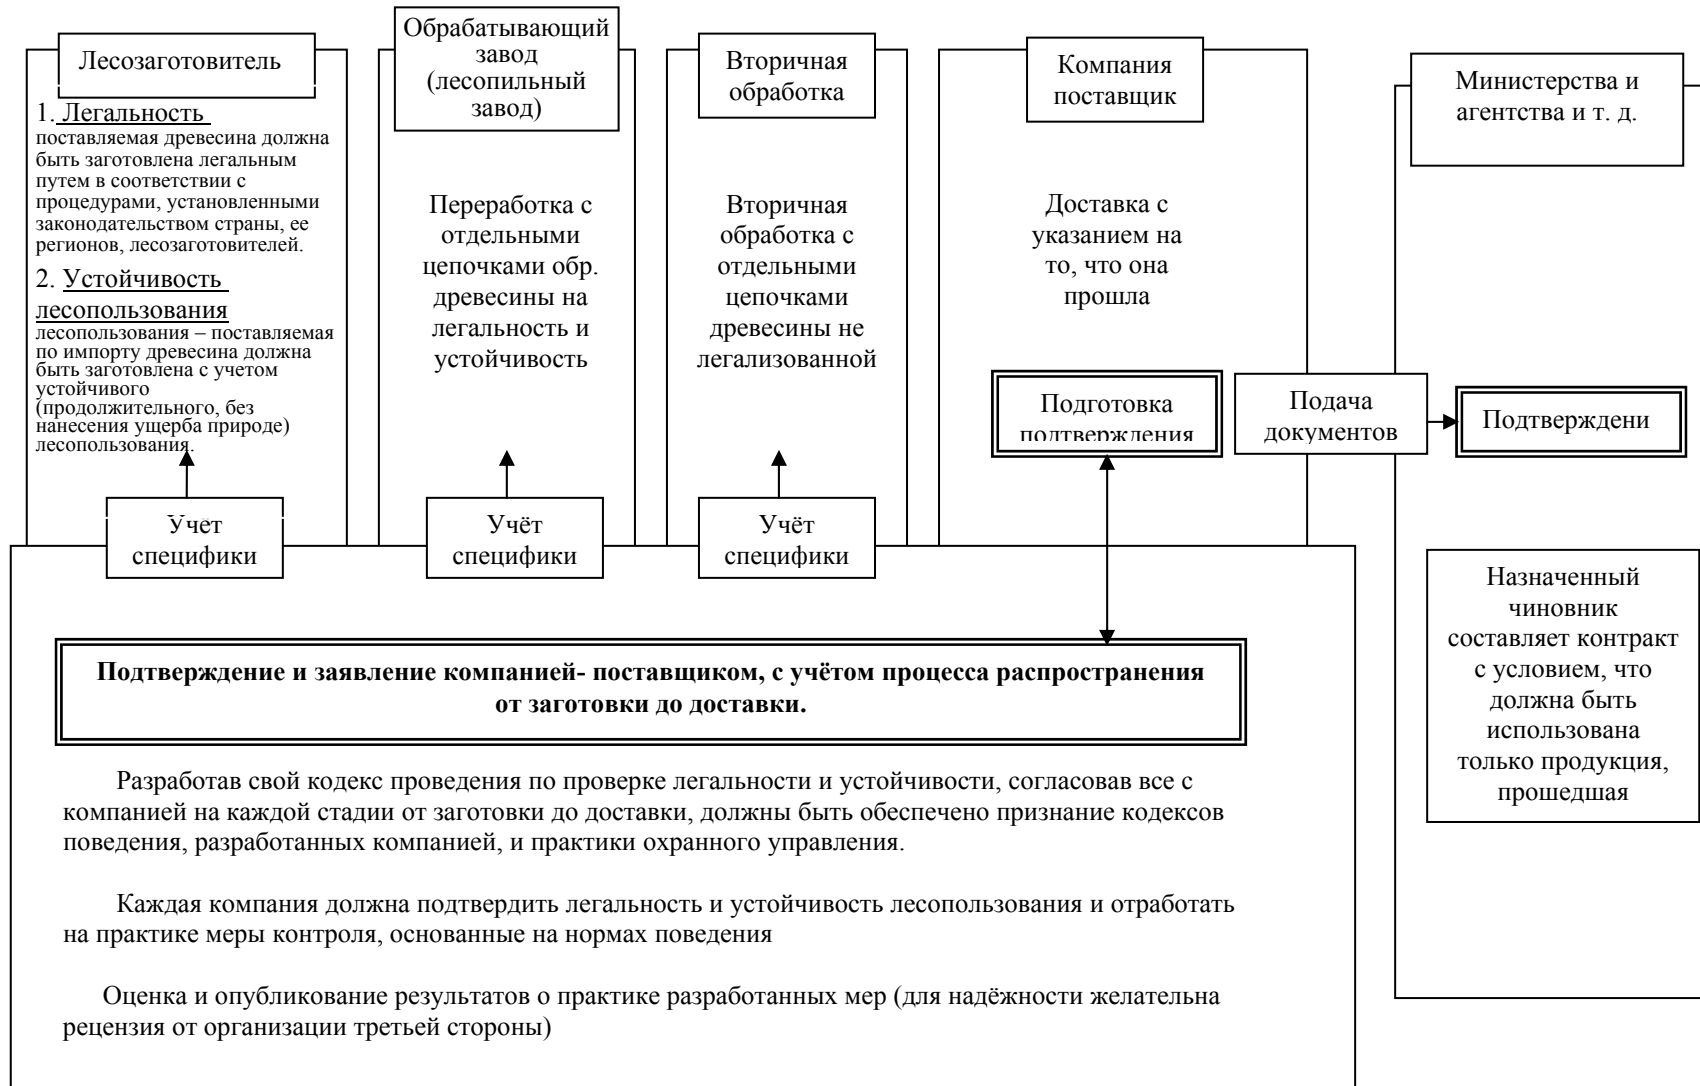 Лесозаготовитель
1. Легальность
поставляемая древесина должна
быть заготовлена легальным
путем в соответствии с
процедурами, установленными
законодательством страны, ее
регионов, лесозаготовителей.
2. Устойчивость
лесопользования
лесопользования – поставляемая
по импорту древесина должна
быть заготовлена с учетом
устойчивого
(продолжительного, без
нанесения ущерба природе)
лесопользования.
Учет
специфики
Обрабатывающий
завод
(лесопильный
завод)
Переработка с
отдельными
цепочками обр.
древесины на
легальность и
устойчивость
Учёт
специфики
Вторичная
обработка
Вторичная
обработка с
отдельными
цепочками
древесины не
легализованной
Учёт
специфики
Компания
поставщик
Доставка с
указанием на
то, что она
прошла
Подготовка
подтверждения
Подача
документов
Министерства и
агентства и т. д.
Подтверждени
Назначенный
чиновник
составляет контракт
с условием, что
должна быть
использована
только продукция,
прошедшая
Подтверждение и заявление компанией- поставщиком, с учётом процесса распространения
от заготовки до доставки.
Разработав свой кодекс проведения по проверке легальности и устойчивости, согласовав все с
компанией на каждой стадии от заготовки до доставки, должны быть обеспечено признание кодексов
поведения, разработанных компанией, и практики охранного управления.
Каждая компания должна подтвердить легальность и устойчивость лесопользования и отработать
на практике меры контроля, основанные на нормах поведения
Оценка и опубликование результатов о практике разработанных мер (для надёжности желательна
рецензия от организации третьей стороны)